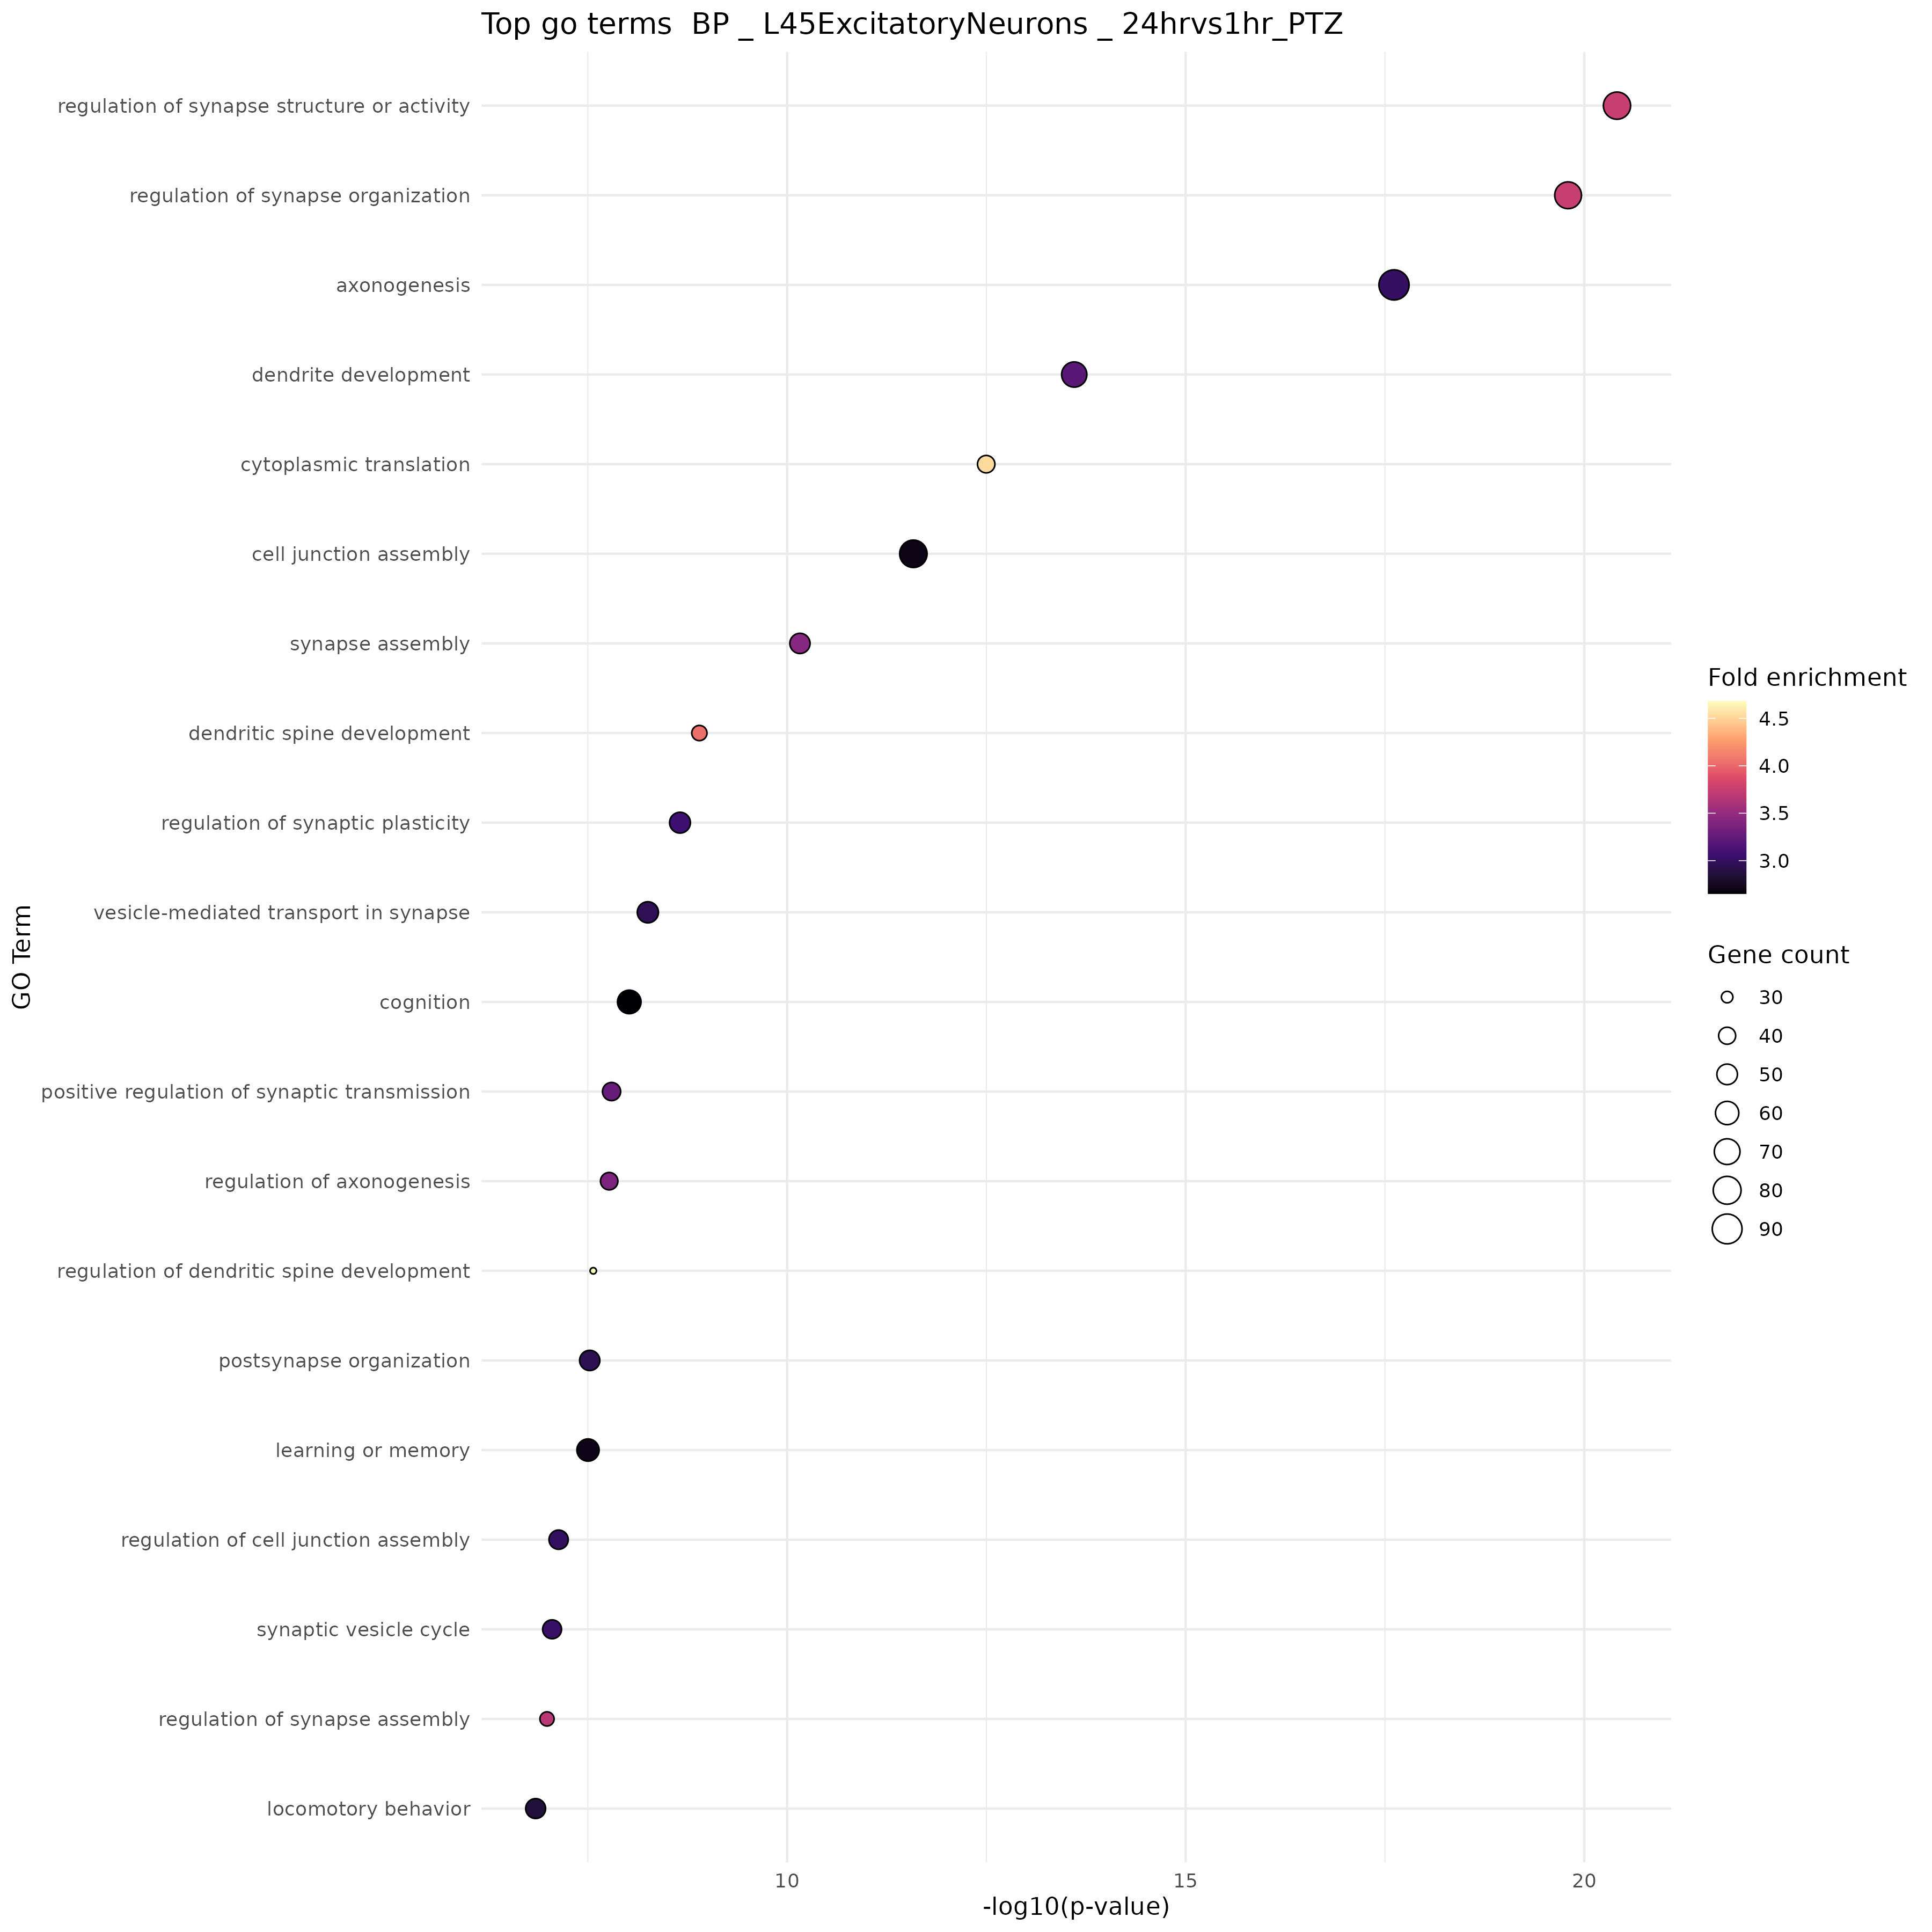 Top go terms  BP _ L45ExcitatoryNeurons _ 24hrvs1hr_PTZ
regulation of synapse structure or activity
regulation of synapse organization
axonogenesis
dendrite development
cytoplasmic translation
cell junction assembly
synapse assembly
dendritic spine development
regulation of synaptic plasticity
vesicle-mediated transport in synapse
cognition
positive regulation of synaptic transmission
regulation of axonogenesis
regulation of dendritic spine development
postsynapse organization
learning or memory
regulation of cell junction assembly
synaptic vesicle cycle
regulation of synapse assembly
locomotory behavior
GO Term
10 15 20
-log10(p-value)
Fold enrichment
4.5
4.0
3.5
3.0
Gene count
30
40
50
60
70
80
90